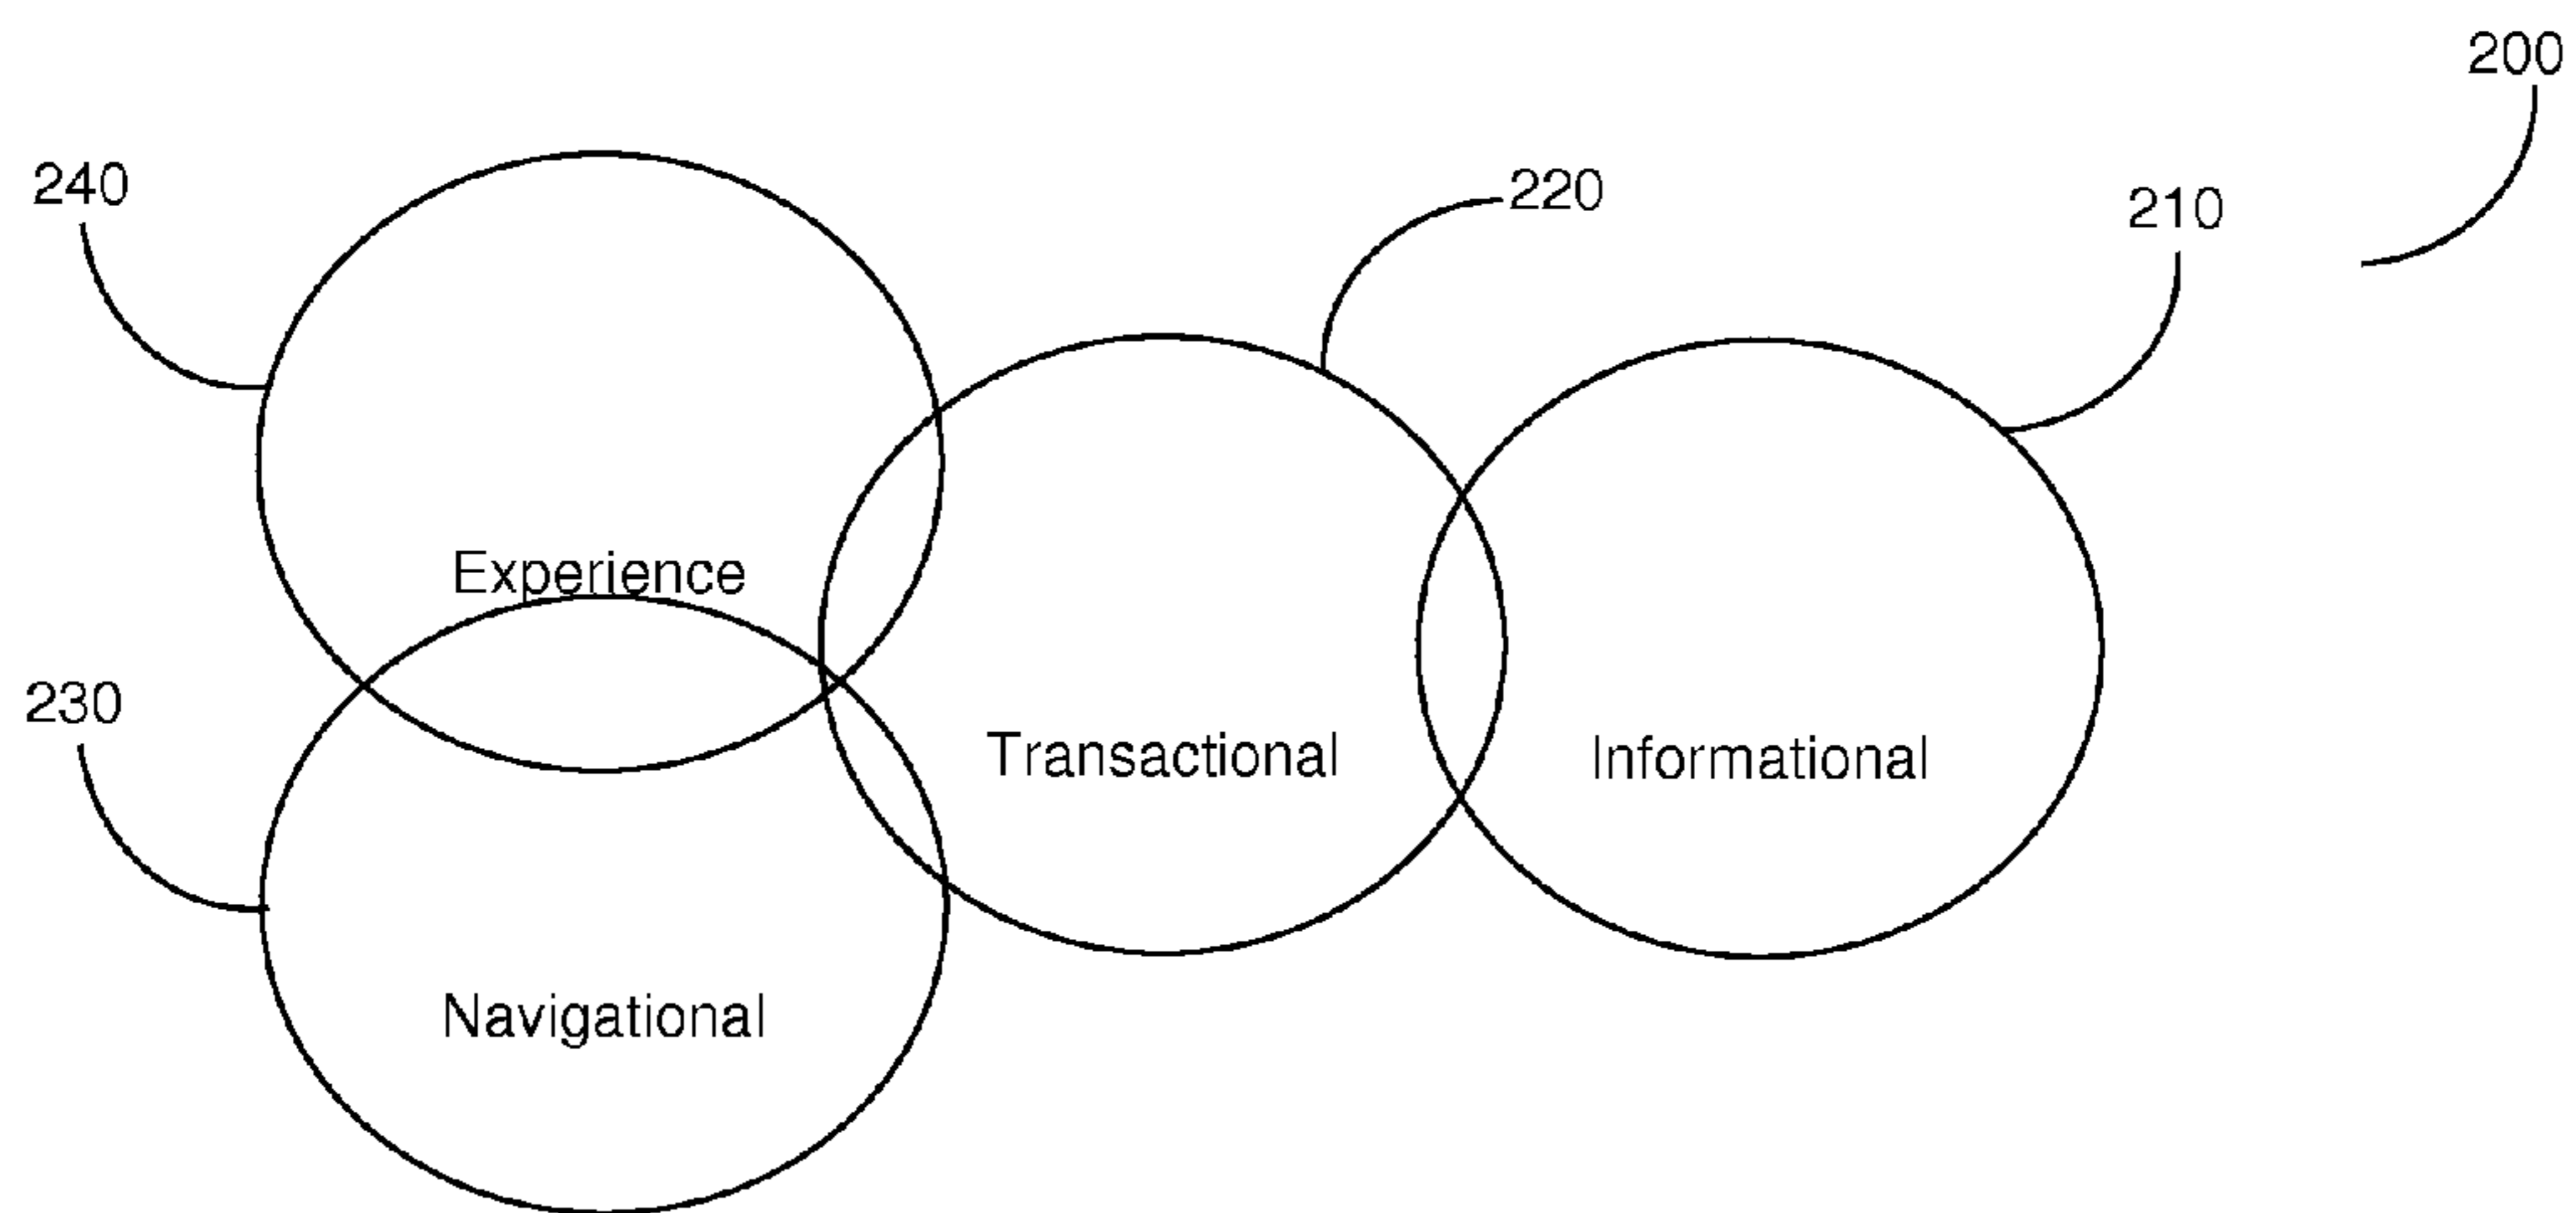 200
240
220
210
Experience
230
Transactional
Informational
Navigational